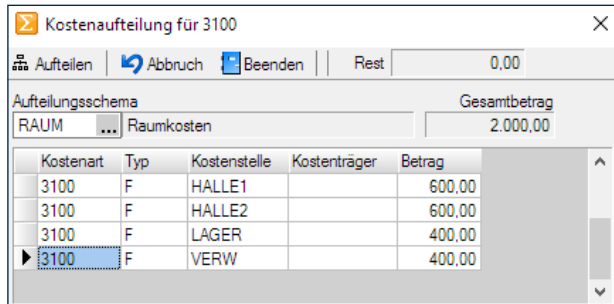 Kostenaufteilung für 3100
Aufteilen Abbruch Beenden Rest 0,00
Aufteilungsschema Gesamtbetrag
RAUM ... Raumkosten 2.000,00
Kostenart Typ Kostenstelle Kostenträger Betrag
3100 F HALLE1 600,00
3100 F HALLE2 600,00
3100 F LAGER 400,00
3100 F VERW 400,00